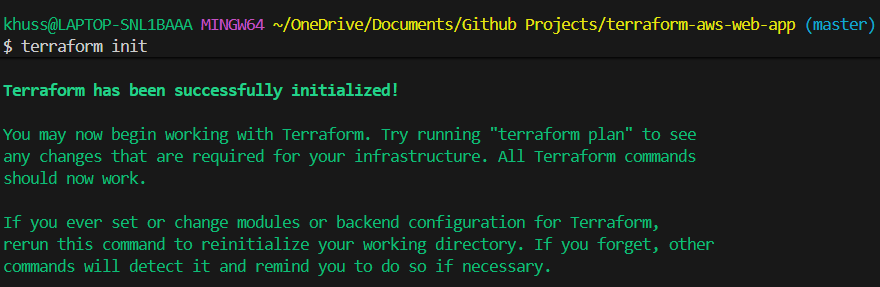 khuss@LAPTOP-SNL1BAAA MINGW64 ~/OneDrive/Documents/Github Projects/terraform-aws-web-app (master)
$ terraform init
Terraform has been successfully initialized!
You may now begin working with Terraform. Try running "terraform plan" to see
any changes that are required for your infrastructure. All Terraform commands
should now work.
If you ever set or change modules or backend configuration for Terraform,
rerun this command to reinitialize your working directory. If you forget, other
commands will detect it and remind you to do so if necessary.